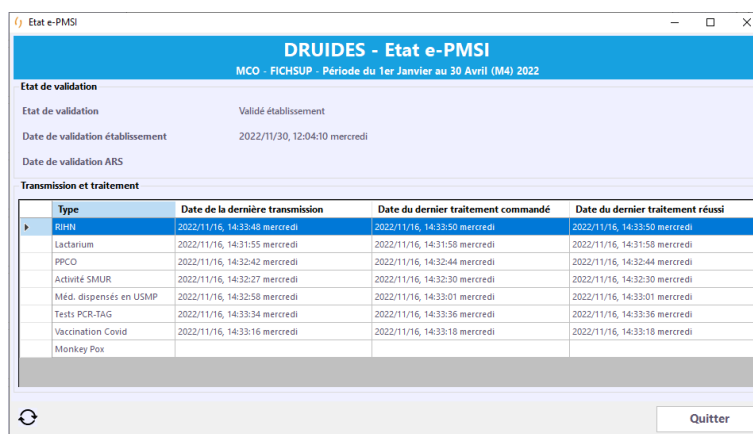 Etat e-PMSI
DRUIDES - Etat e-PMSI
MCO - FICHSUP - Période du 1er Janvier au 30 Avril (M4) 2022
Etat de validation
Etat de validation Validé établissement
Date de validation établissement 2022/11/30, 12:04:10 mercredi
Date de validation ARS
Transmission et traitement
Type Date de la dernière transmission Date du dernier traitement commandé Date du dernier traitement réussi
RIHN 2022/11/16, 14:33:48 mercredi 2022/11/16, 14:33:50 mercredi 2022/11/16, 14:33:50 mercredi
Lactarium 2022/11/16, 14:31:55 mercredi 2022/11/16, 14:31:58 mercredi 2022/11/16, 14:31:58 mercredi
PPCO 2022/11/16, 14:32:42 mercredi 2022/11/16, 14:32:44 mercredi 2022/11/16, 14:32:44 mercredi
Activité SMUR 2022/11/16, 14:32:27 mercredi 2022/11/16, 14:32:30 mercredi 2022/11/16, 14:32:30 mercredi
Méd. dispensés en USMP 2022/11/16, 14:32:58 mercredi 2022/11/16, 14:33:01 mercredi 2022/11/16, 14:33:01 mercredi
Tests PCR-TAG 2022/11/16, 14:33:34 mercredi 2022/11/16, 14:33:36 mercredi 2022/11/16, 14:33:36 mercredi
Vaccination Covid 2022/11/16, 14:33:16 mercredi 2022/11/16, 14:33:18 mercredi 2022/11/16, 14:33:18 mercredi
Monkey Pox
Quitter